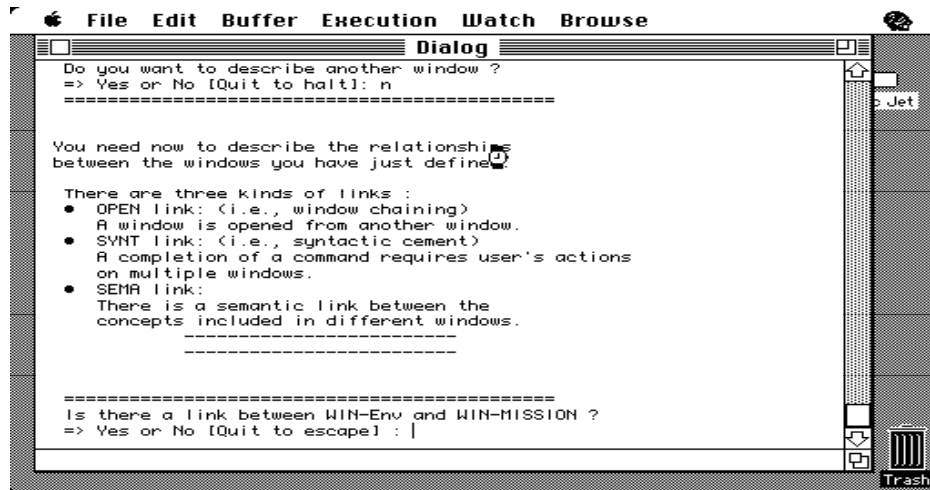 File Edit Buffer Execution Watch Browse
Dialog
Do you want to describe another window ?
=> Yes or No [Quit to halt]: n
==============================================
Jet
You need now to describe the relationships
between the windows you have just define
There are three kinds of links :
● OPEN link: (i.e., window chaining)
A window is opened from another window.
● SYNT link: (i.e., syntactic cement)
A completion of a command requires user's actions
on multiple windows.
● SEMA link:
There is a semantic link between the
concepts included in different windows.
-------------------------
-------------------------
==============================================
Is there a link between WIN-Env and WIN-MISSION ?
=> Yes or No [Quit to escape] :
Trash